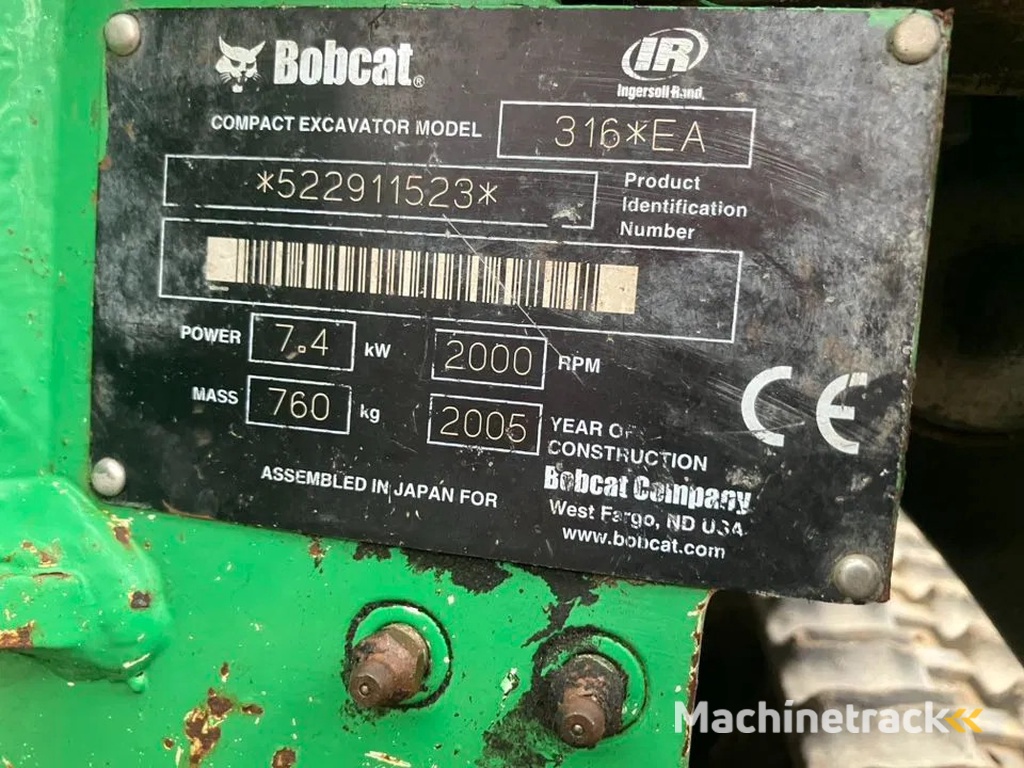 Bobcat®
IR
Ingersoll Rand
COMPACT EXCAVATOR MODEL 316*EA
*522911523*
Product
Identification
Number
POWER 7.4 kW 2000 RPM
MASS 760 kg 2005 YEAR OF
CONSTRUCTION
CE
ASSEMBLED IN JAPAN FOR Bobcat Company
West Fargo, ND USA
www.bobcat.com
Machinetrack